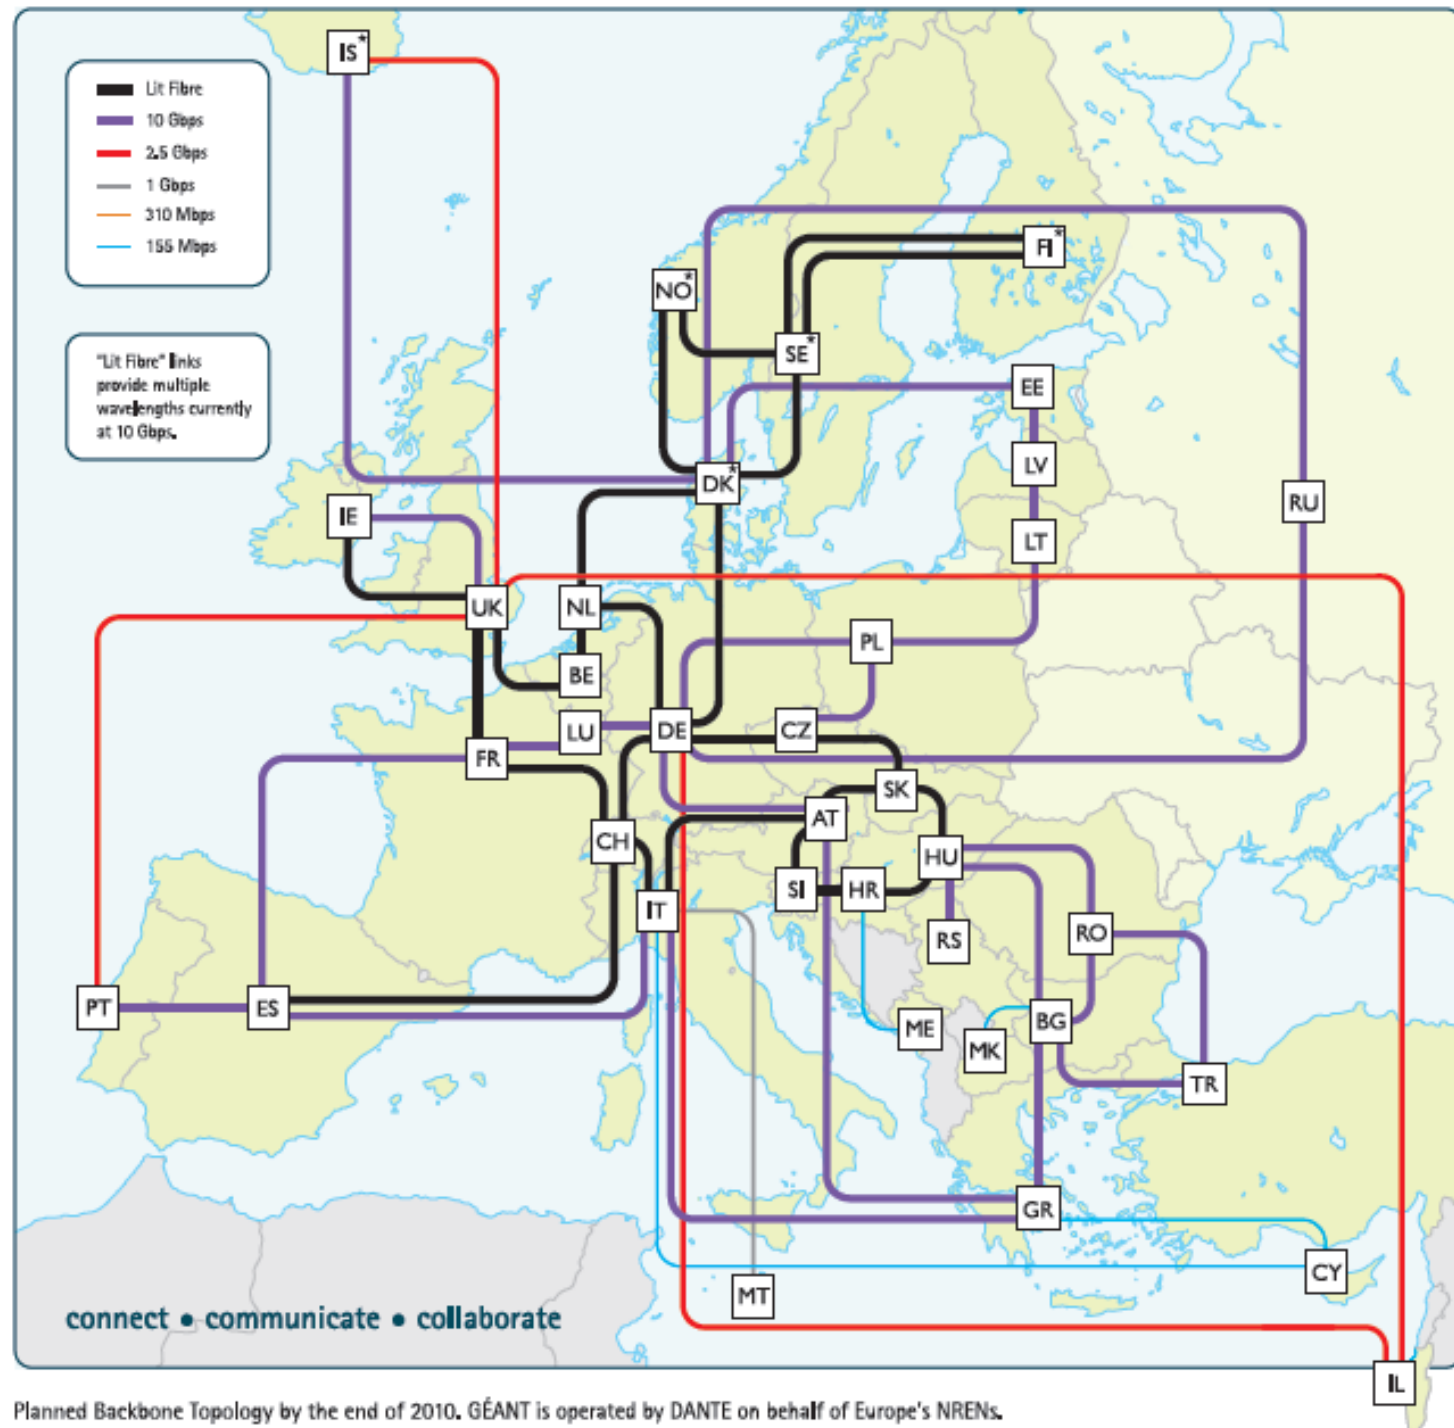 IS*
Lit Fibre
10 Gbps
2.5 Gbps
1 Gbps
310 Mbps
155 Mbps
FI*
NO*
"Lit Fibre" links
provide multiple
wavelengths currently
at 10 Gbps.
SE*
EE
LV
DK*
RU
IE
LT
UK
NL
PL
BE
LU
DE
CZ
FR
SK
AT
CH
HU
SI
HR
IT
RS
RO
PT
ES
ME
MK
BG
TR
GR
CY
MT
connect • communicate • collaborate
IL
Planned Backbone Topology by the end of 2010. GÉANT is operated by DANTE on behalf of Europe's NRENs.